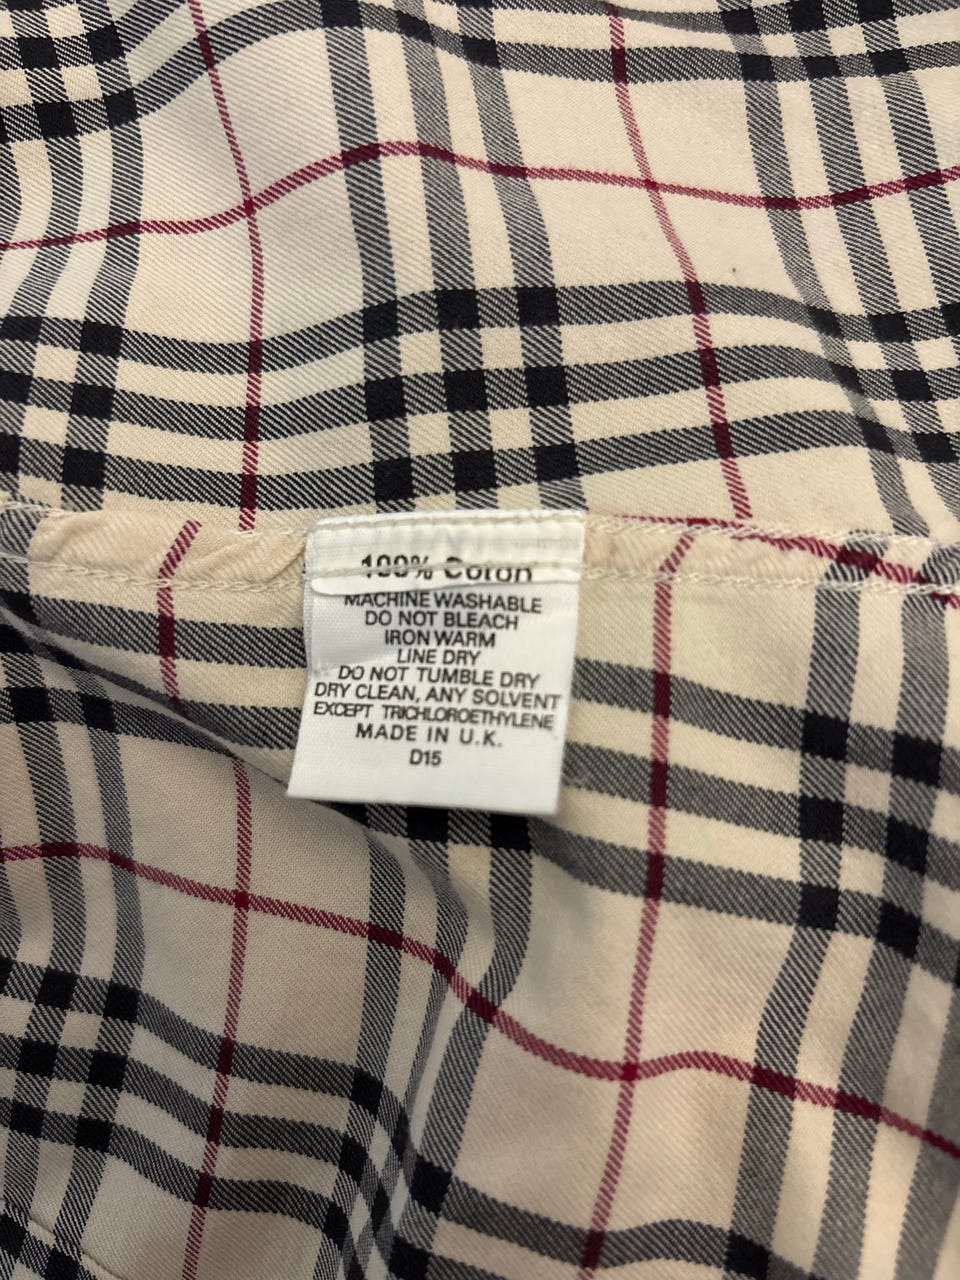 100% Coton
MACHINE WASHABLE
DO NOT BLEACH
IRON WARM
LINE DRY
DO NOT TUMBLE DRY
DRY CLEAN, ANY SOLVENT
EXCEPT TRICHLOROETHYLENE
MADE IN U.K.
D15